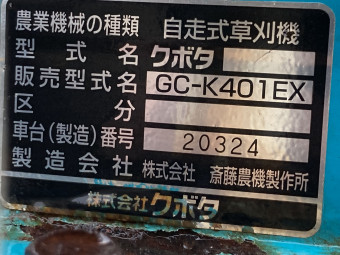 農業機械の種類 自走式草刈機
型式名 クボタ
販売型式名 GC-K401EX
区分
車台(製造)番号 20324
製造会社 株式会社 斎藤農機製作所
株式会社クボタ